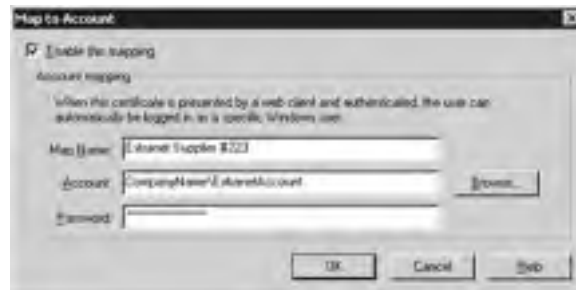 Map to Account
Enable this mapping
Account mapping
When this certificate is presented by a web client and authenticated, the user can
automatically be logged in as a specific Windows user.
Map Name: Extranet Supplier #223
Account: CompanyName\ExtranetAccount Browse...
Password: ****************
OK Cancel Help